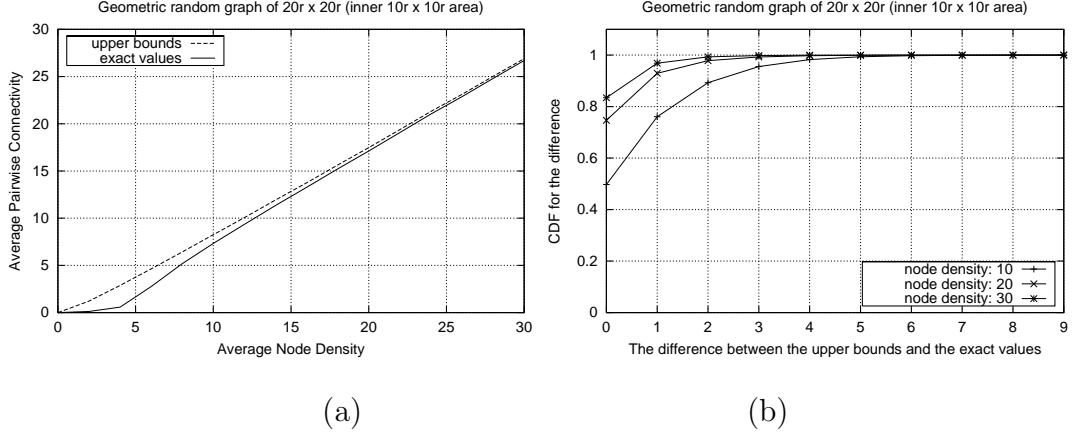 Geometric random graph of 20r x 20r (inner 10r x 10r area)
30
25
20
15
10
5
0
Average Pairwise Connectivity
upper bounds
exact values
0 5 10 15 20 25 30
Average Node Density
(a)
Geometric random graph of 20r x 20r (inner 10r x 10r area)
1
0.8
0.6
0.4
0.2
0
CDF for the difference
node density: 10
node density: 20
node density: 30
0 1 2 3 4 5 6 7 8 9
The difference between the upper bounds and the exact values
(b)